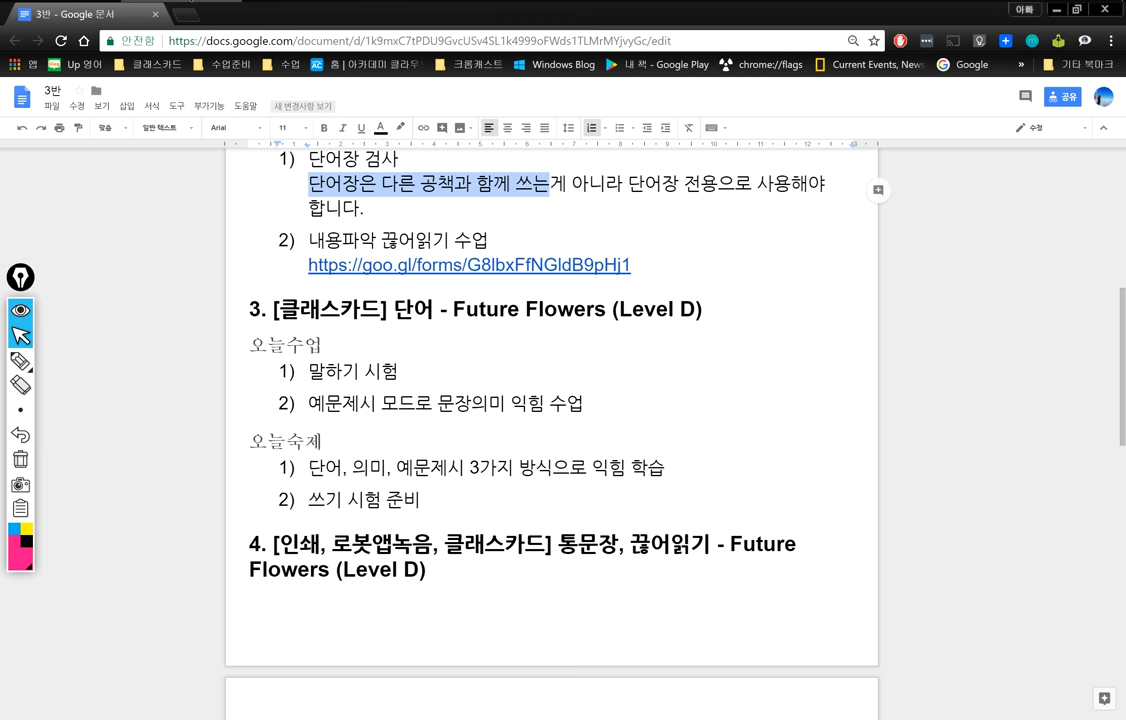 3반 - Google 문서
아빠
안전함 https://docs.google.com/document/d/1k9mxC7tPDU9GvcUSv4SL1k4999oFWds1TLMrMYjvyGc/edit
앱 Up 영어 클래스카드 수업준비 수업 홈 | 아카데미 클라우 크롬캐스트 Windows Blog 내 책 - Google Play chrome://flags Current Events, News Google » 기타 북마크
3반
파일 수정 보기 삽입 서식 도구 부가기능 도움말 새 변경사항 보기
공유
맞춤 일반 텍스트 Arial 11 B I U A 수정
1) 단어장 검사
단어장은 다른 공책과 함께 쓰는게 아니라 단어장 전용으로 사용해야
합니다.
2) 내용파악 끊어읽기 수업
https://goo.gl/forms/G8lbxFfNGldB9pHj1
3. [클래스카드] 단어 - Future Flowers (Level D)
오늘수업
1) 말하기 시험
2) 예문제시 모드로 문장의미 익힘 수업
오늘숙제
1) 단어, 의미, 예문제시 3가지 방식으로 익힘 학습
2) 쓰기 시험 준비
4. [인쇄, 로봇앱녹음, 클래스카드] 통문장, 끊어읽기 - Future
Flowers (Level D)